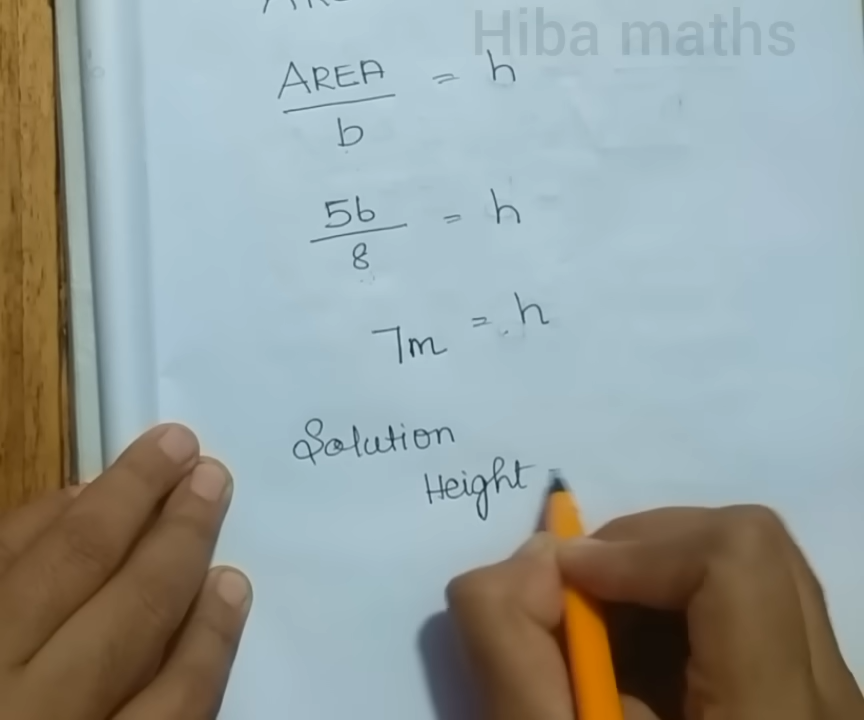 Hiba maths
AREA = h
b
56 = h
8
7m = h
Solution
Height =